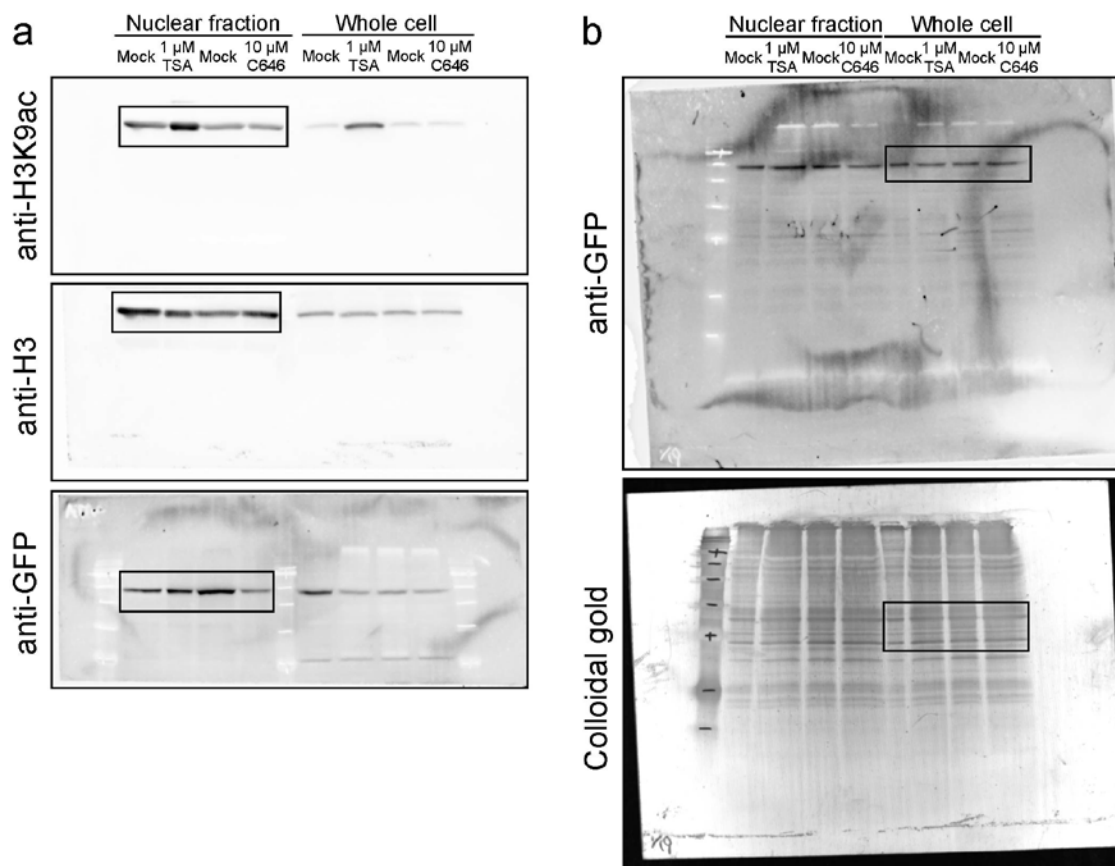 a
Nuclear fraction Whole cell
Mock 1 µM TSA Mock 10 µM C646 Mock 1 µM TSA Mock 10 µM C646
anti-H3K9ac
anti-H3
anti-GFP
b
Nuclear fraction Whole cell
Mock 1 µM TSA Mock 10 µM C646 Mock 1 µM TSA Mock 10 µM C646
anti-GFP
Colloidal gold